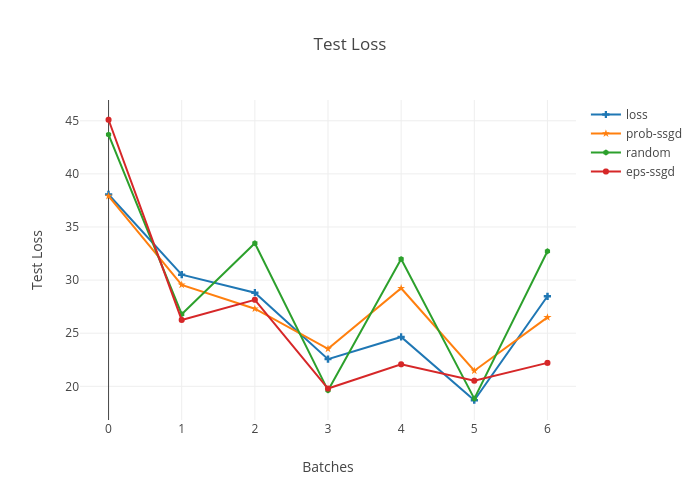 Test Loss
45
40
35
30
25
20
Test Loss
0 1 2 3 4 5 6
Batches
loss
prob-ssgd
random
eps-ssgd